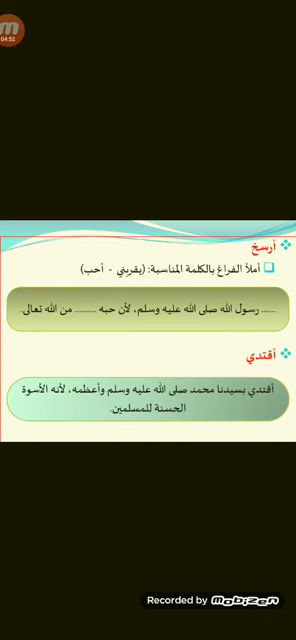 04:52
أرسخ
أملأ الفراغ بالكلمة المناسبة: (يقربني - أحب)
...... رسول الله صلى الله عليه وسلم، لأن حبه ......... من الله تعالى.
أقتدي
أقتدي بسيدنا محمد صلى الله عليه وسلم وأعظمه، لأنه الأسوة
الحسنة للمسلمين.
Recorded by MOBIZEN